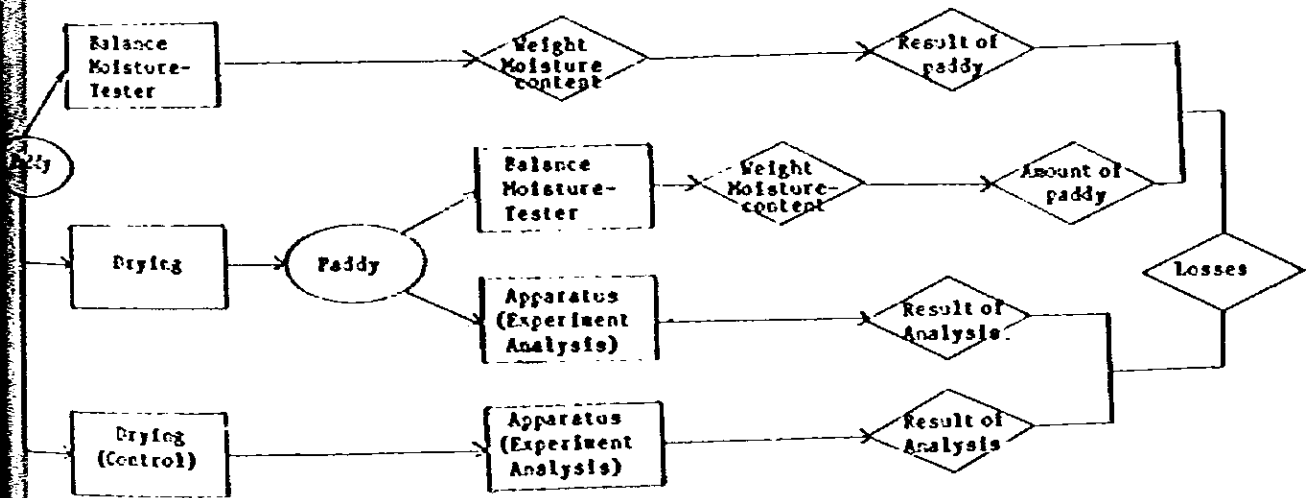 Balance
Moisture-
Tester
Weight
Moisture
content
Result of
paddy
Balance
Moisture-
Tester
Weight
Moisture-
content
Amount of
paddy
Drying
Paddy
Losses
Apparatus
(Experiment
Analysis)
Result of
Analysis.
Drying
(Control)
Apparatus
(Experiment
Analysis)
Result of
Analysis